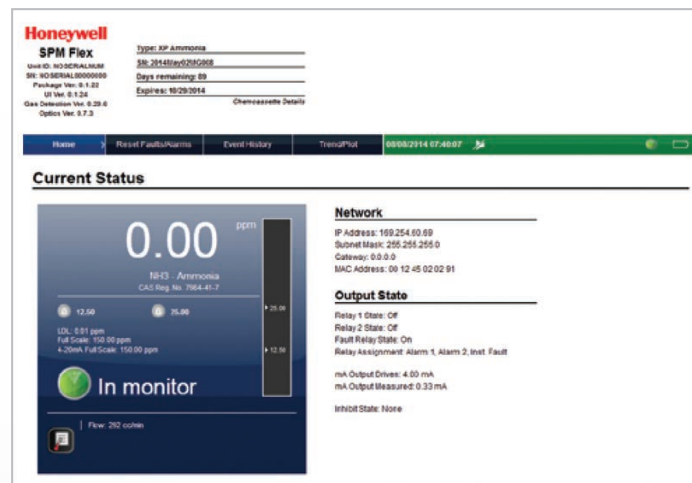 Honeywell
SPM Flex
Unit ID: NOSERIALNUM
SN: NOSERIAL00000000
Package Ver: 0.1.22
UI Ver: 0.1.24
Gas Detection Ver: 0.20.6
Optics Ver: 0.7.3
Type: XP Ammonia
SN: 2014May02MG008
Days remaining: 89
Expires: 10/29/2014
Chemcassette Details
Home
Reset Faults/Alarms
Event History
Trend/Plot
08/08/2014 07:40:07
Current Status
0.00 ppm
NH3 - Ammonia
CAS Reg. No. 7664-41-7
12.50
25.00
LDL: 0.01 ppm
Full Scale: 150.00 ppm
4-20mA Full Scale: 150.00 ppm
25.00
12.50
In monitor
Flow: 292 cc/min
Network
IP Address: 169.254.60.69
Subnet Mask: 255.255.255.0
Gateway: 0.0.0.0
MAC Address: 00 12 45 02 02 91
Output State
Relay 1 State: Off
Relay 2 State: Off
Fault Relay State: On
Relay Assignment: Alarm 1, Alarm 2, Inst. Fault
mA Output Drives: 4.00 mA
mA Output Measured: 0.33 mA
Inhibit State: None